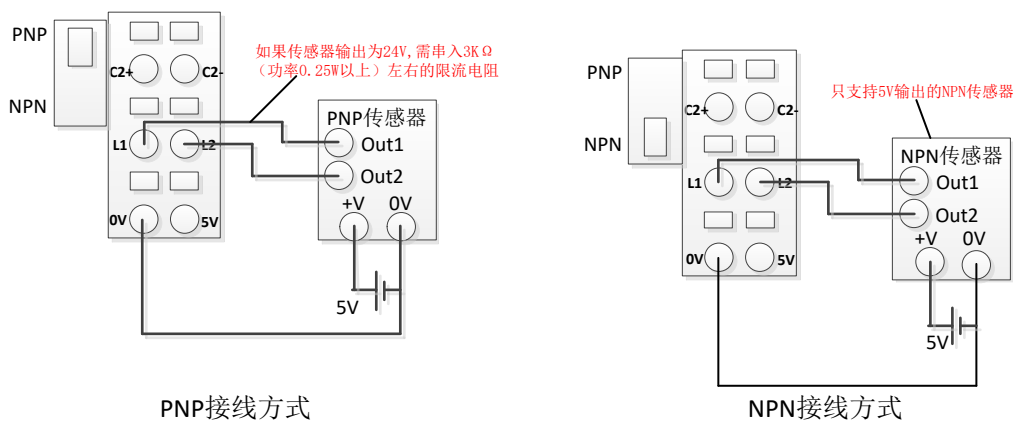 PNP
NPN
C2+
C2-
L1
L2
0V
5V
如果传感器输出为24V,需串入3KΩ
(功率0.25W以上)左右的限流电阻
PNP传感器
Out1
Out2
+V
0V
5V
PNP接线方式
PNP
NPN
C2+
C2-
L1
L2
0V
5V
只支持5V输出的NPN传感器
NPN传感器
Out1
Out2
+V
0V
5V
NPN接线方式